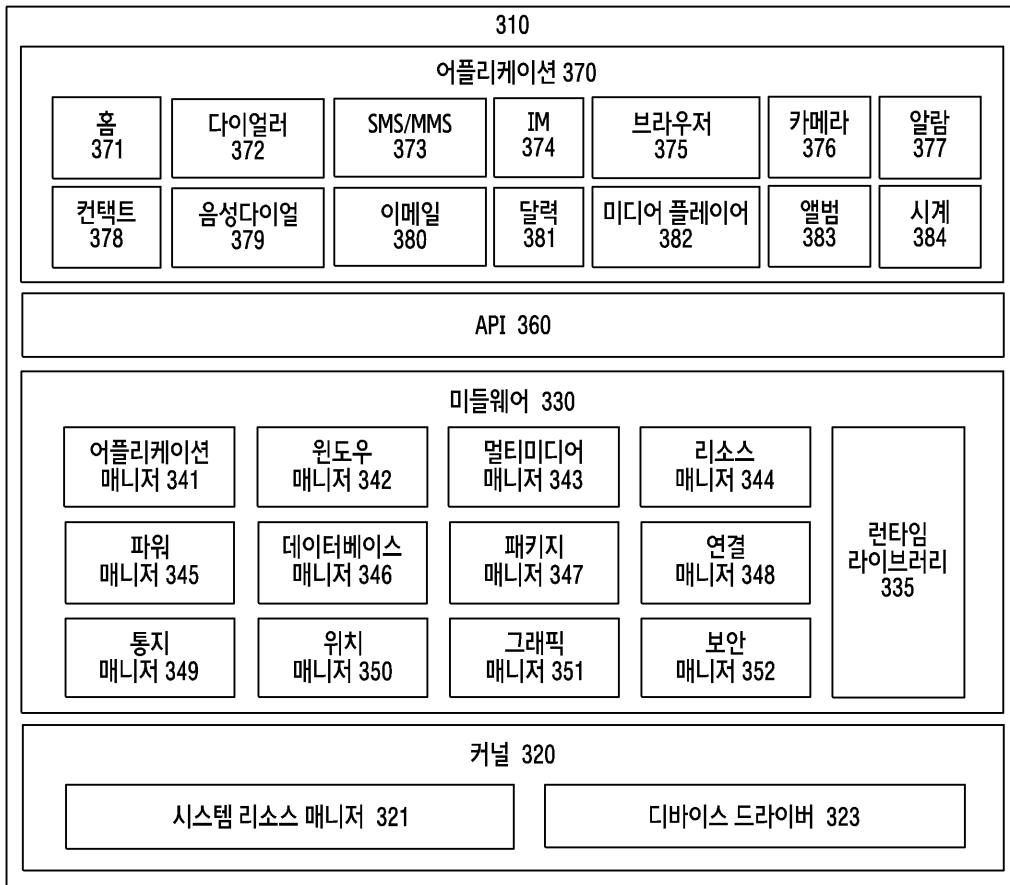 310
어플리케이션 370
홈
371
다이얼러
372
SMS/MMS
373
IM
374
브라우저
375
카메라
376
알람
377
컨택트
378
음성다이얼
379
이메일
380
달력
381
미디어 플레이어
382
앨범
383
시계
384
API 360
미들웨어 330
어플리케이션
매니저 341
윈도우
매니저 342
멀티미디어
매니저 343
리소스
매니저 344
파워
매니저 345
데이터베이스
매니저 346
패키지
매니저 347
연결
매니저 348
통지
매니저 349
위치
매니저 350
그래픽
매니저 351
보안
매니저 352
런타임
라이브러리
335
커널 320
시스템 리소스 매니저 321
디바이스 드라이버 323